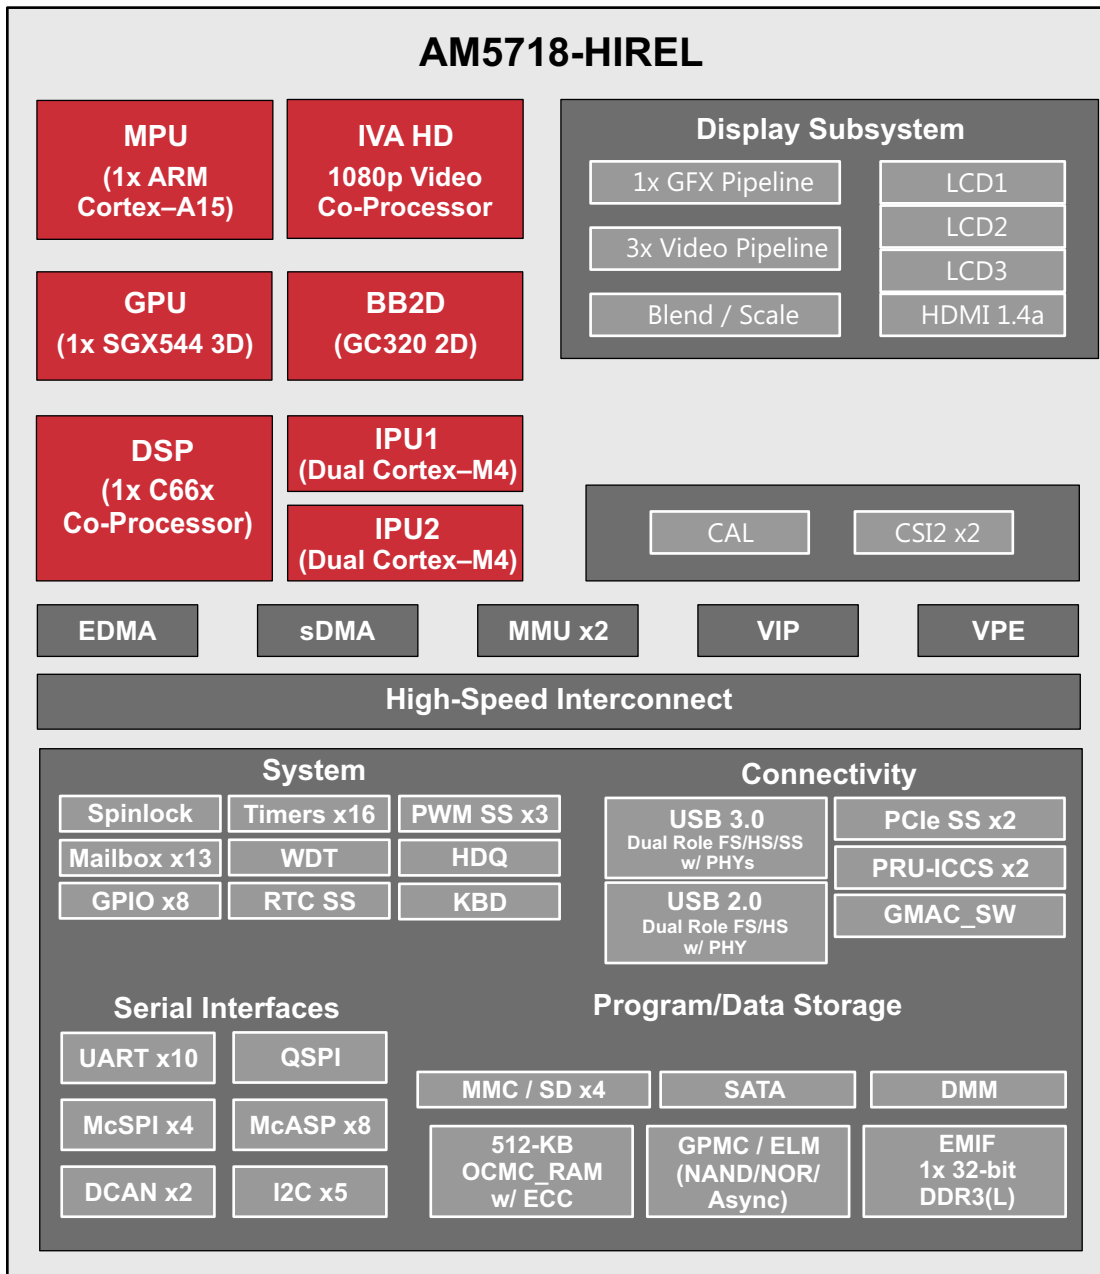 AM5718-HIREL
MPU
(1x ARM
Cortex–A15)
IVA HD
1080p Video
Co-Processor
Display Subsystem
1x GFX Pipeline
3x Video Pipeline
Blend / Scale
LCD1
LCD2
LCD3
HDMI 1.4a
GPU
(1x SGX544 3D)
BB2D
(GC320 2D)
DSP
(1x C66x
Co-Processor)
IPU1
(Dual Cortex–M4)
IPU2
(Dual Cortex–M4)
CAL
CSI2 x2
EDMA
sDMA
MMU x2
VIP
VPE
High-Speed Interconnect
System
Spinlock
Timers x16
PWM SS x3
Mailbox x13
WDT
HDQ
GPIO x8
RTC SS
KBD
Connectivity
USB 3.0
Dual Role FS/HS/SS
w/ PHYs
USB 2.0
Dual Role FS/HS
w/ PHY
PCIe SS x2
PRU-ICCS x2
GMAC_SW
Serial Interfaces
UART x10
QSPI
McSPI x4
McASP x8
DCAN x2
I2C x5
Program/Data Storage
MMC / SD x4
SATA
DMM
512-KB
OCMC_RAM
w/ ECC
GPMC / ELM
(NAND/NOR/
Async)
EMIF
1x 32-bit
DDR3(L)